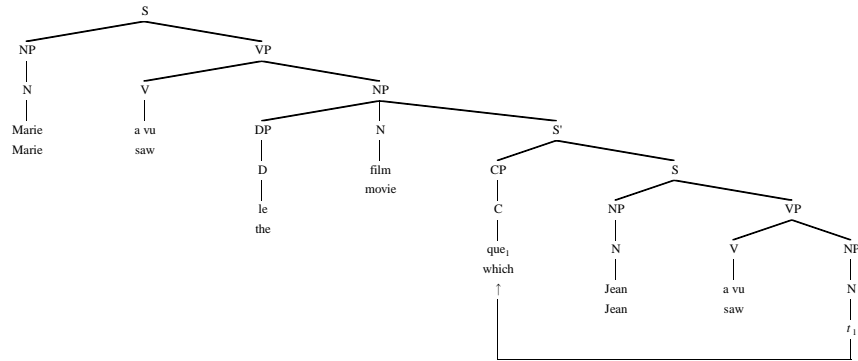 S
NP VP
N V NP
Marie a vu DP N S'
Marie saw D film CP S
movie
le C NP VP
the
que₁ N V NP
which
↑ Jean a vu N
Jean saw
t₁